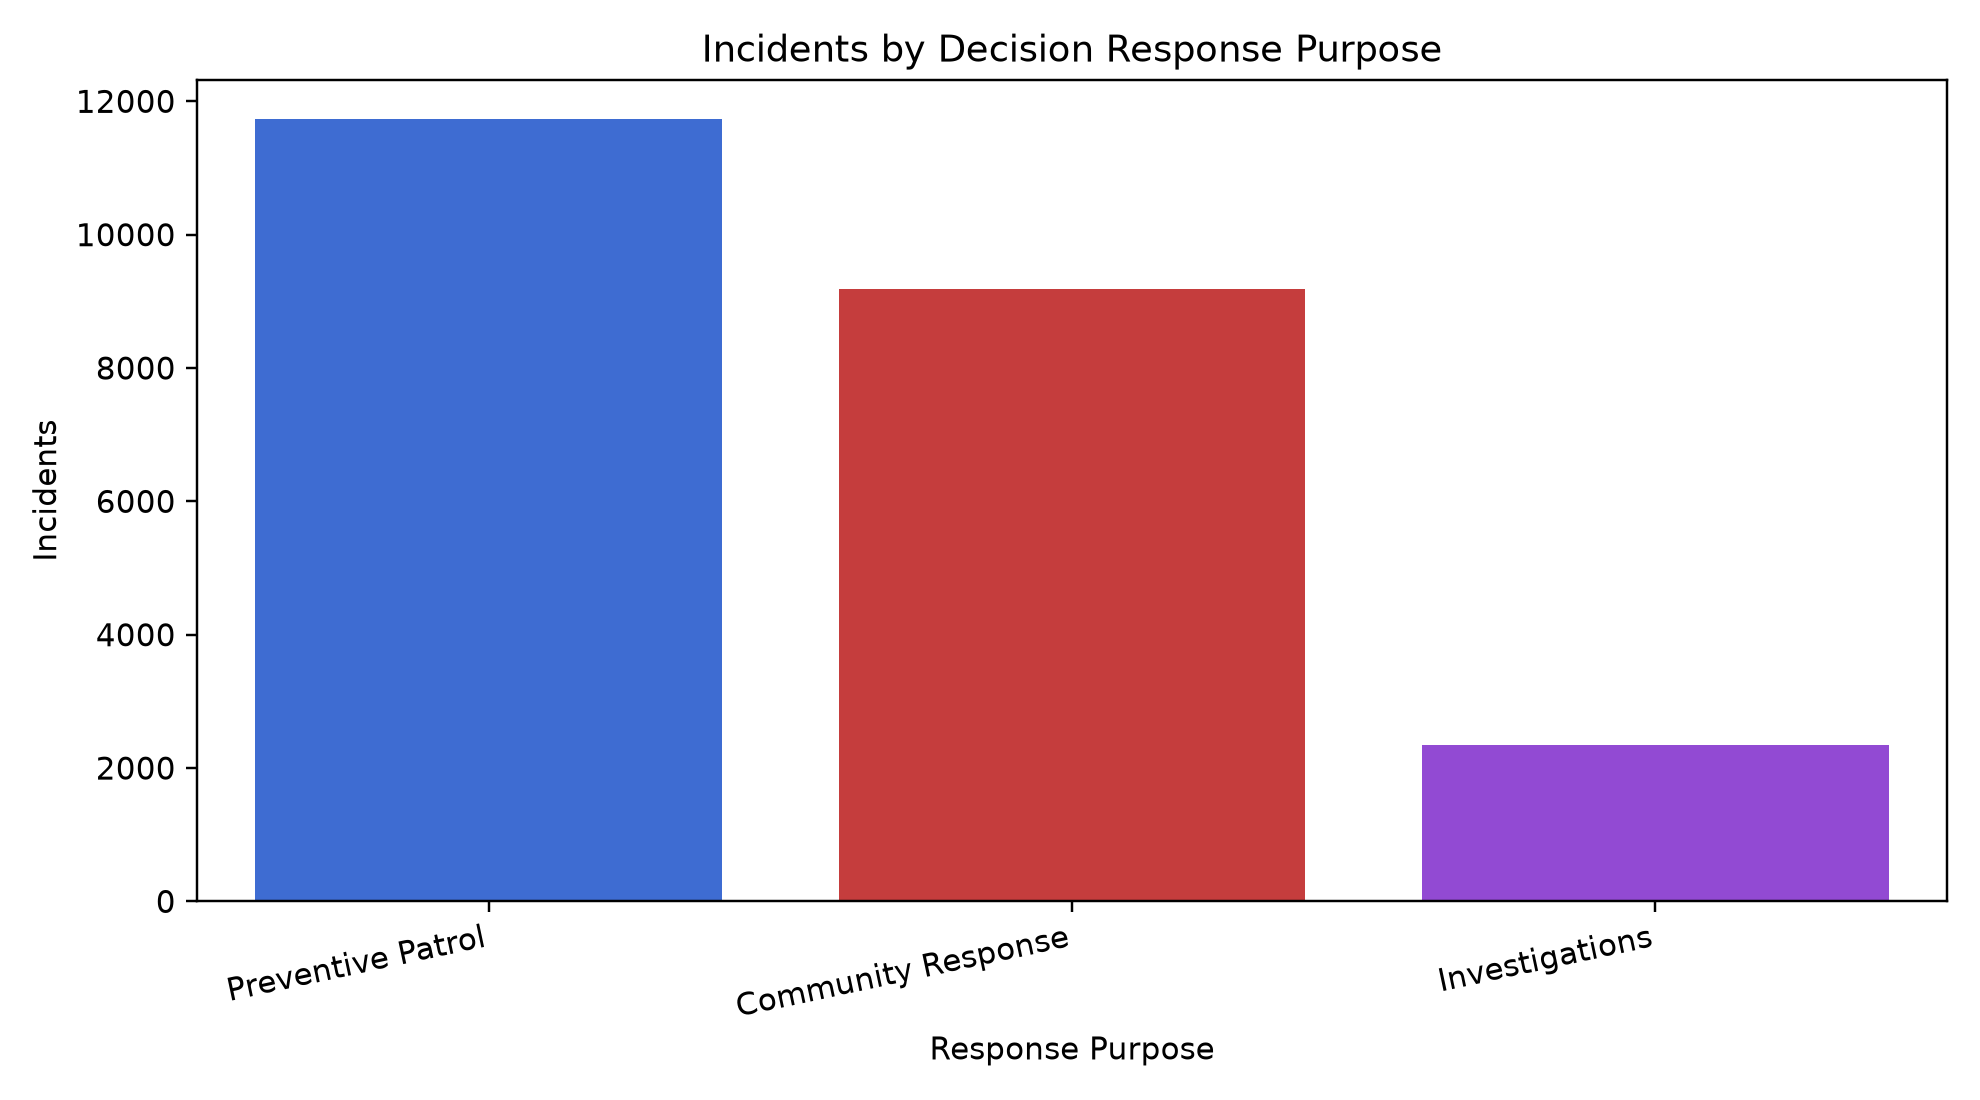 Incidents by Decision Response Purpose
12000
10000
8000
6000
4000
2000
0
Incidents
Preventive Patrol
Community Response
Investigations
Response Purpose